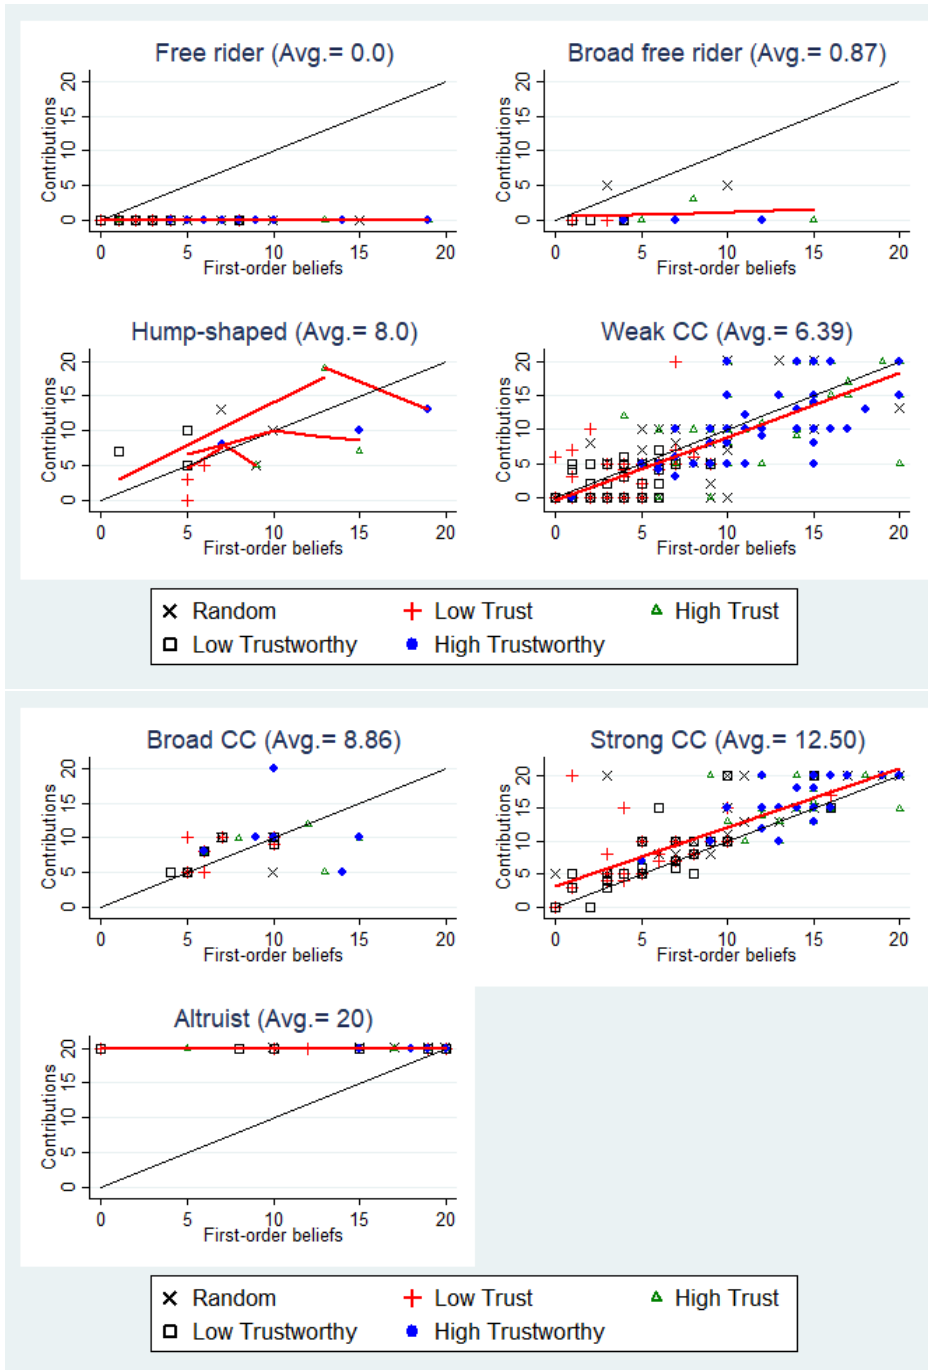 Free rider (Avg.= 0.0)
Contributions
20
15
10
5
0
0 5 10 15 20
First-order beliefs
Broad free rider (Avg.= 0.87)
Contributions
20
15
10
5
0
0 5 10 15 20
First-order beliefs
Hump-shaped (Avg.= 8.0)
Contributions
20
15
10
5
0
0 5 10 15 20
First-order beliefs
Weak CC (Avg.= 6.39)
Contributions
20
15
10
5
0
0 5 10 15 20
First-order beliefs
Random Low Trust High Trust
Low Trustworthy High Trustworthy
Broad CC (Avg.= 8.86)
Contributions
20
15
10
5
0
0 5 10 15 20
First-order beliefs
Strong CC (Avg.= 12.50)
Contributions
20
15
10
5
0
0 5 10 15 20
First-order beliefs
Altruist (Avg.= 20)
Contributions
20
15
10
5
0
0 5 10 15 20
First-order beliefs
Random Low Trust High Trust
Low Trustworthy High Trustworthy